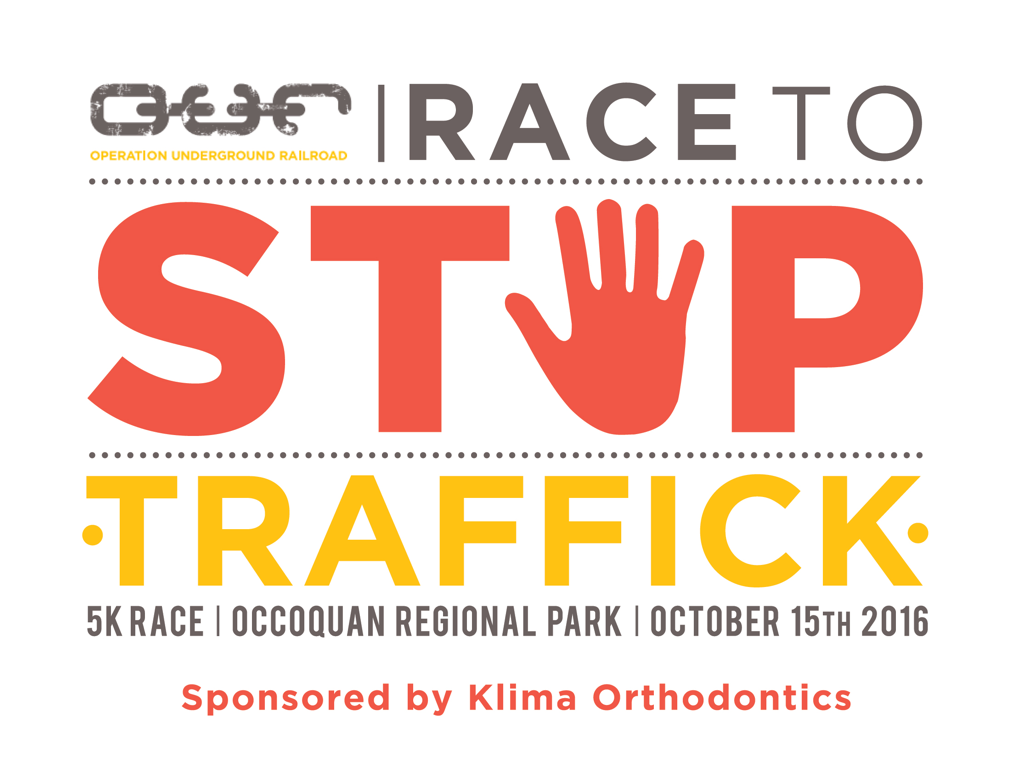 our | RACE TO
OPERATION UNDERGROUND RAILROAD
STOP
•TRAFFICK•
5K RACE | OCCOQUAN REGIONAL PARK | OCTOBER 15TH 2016
Sponsored by Klima Orthodontics